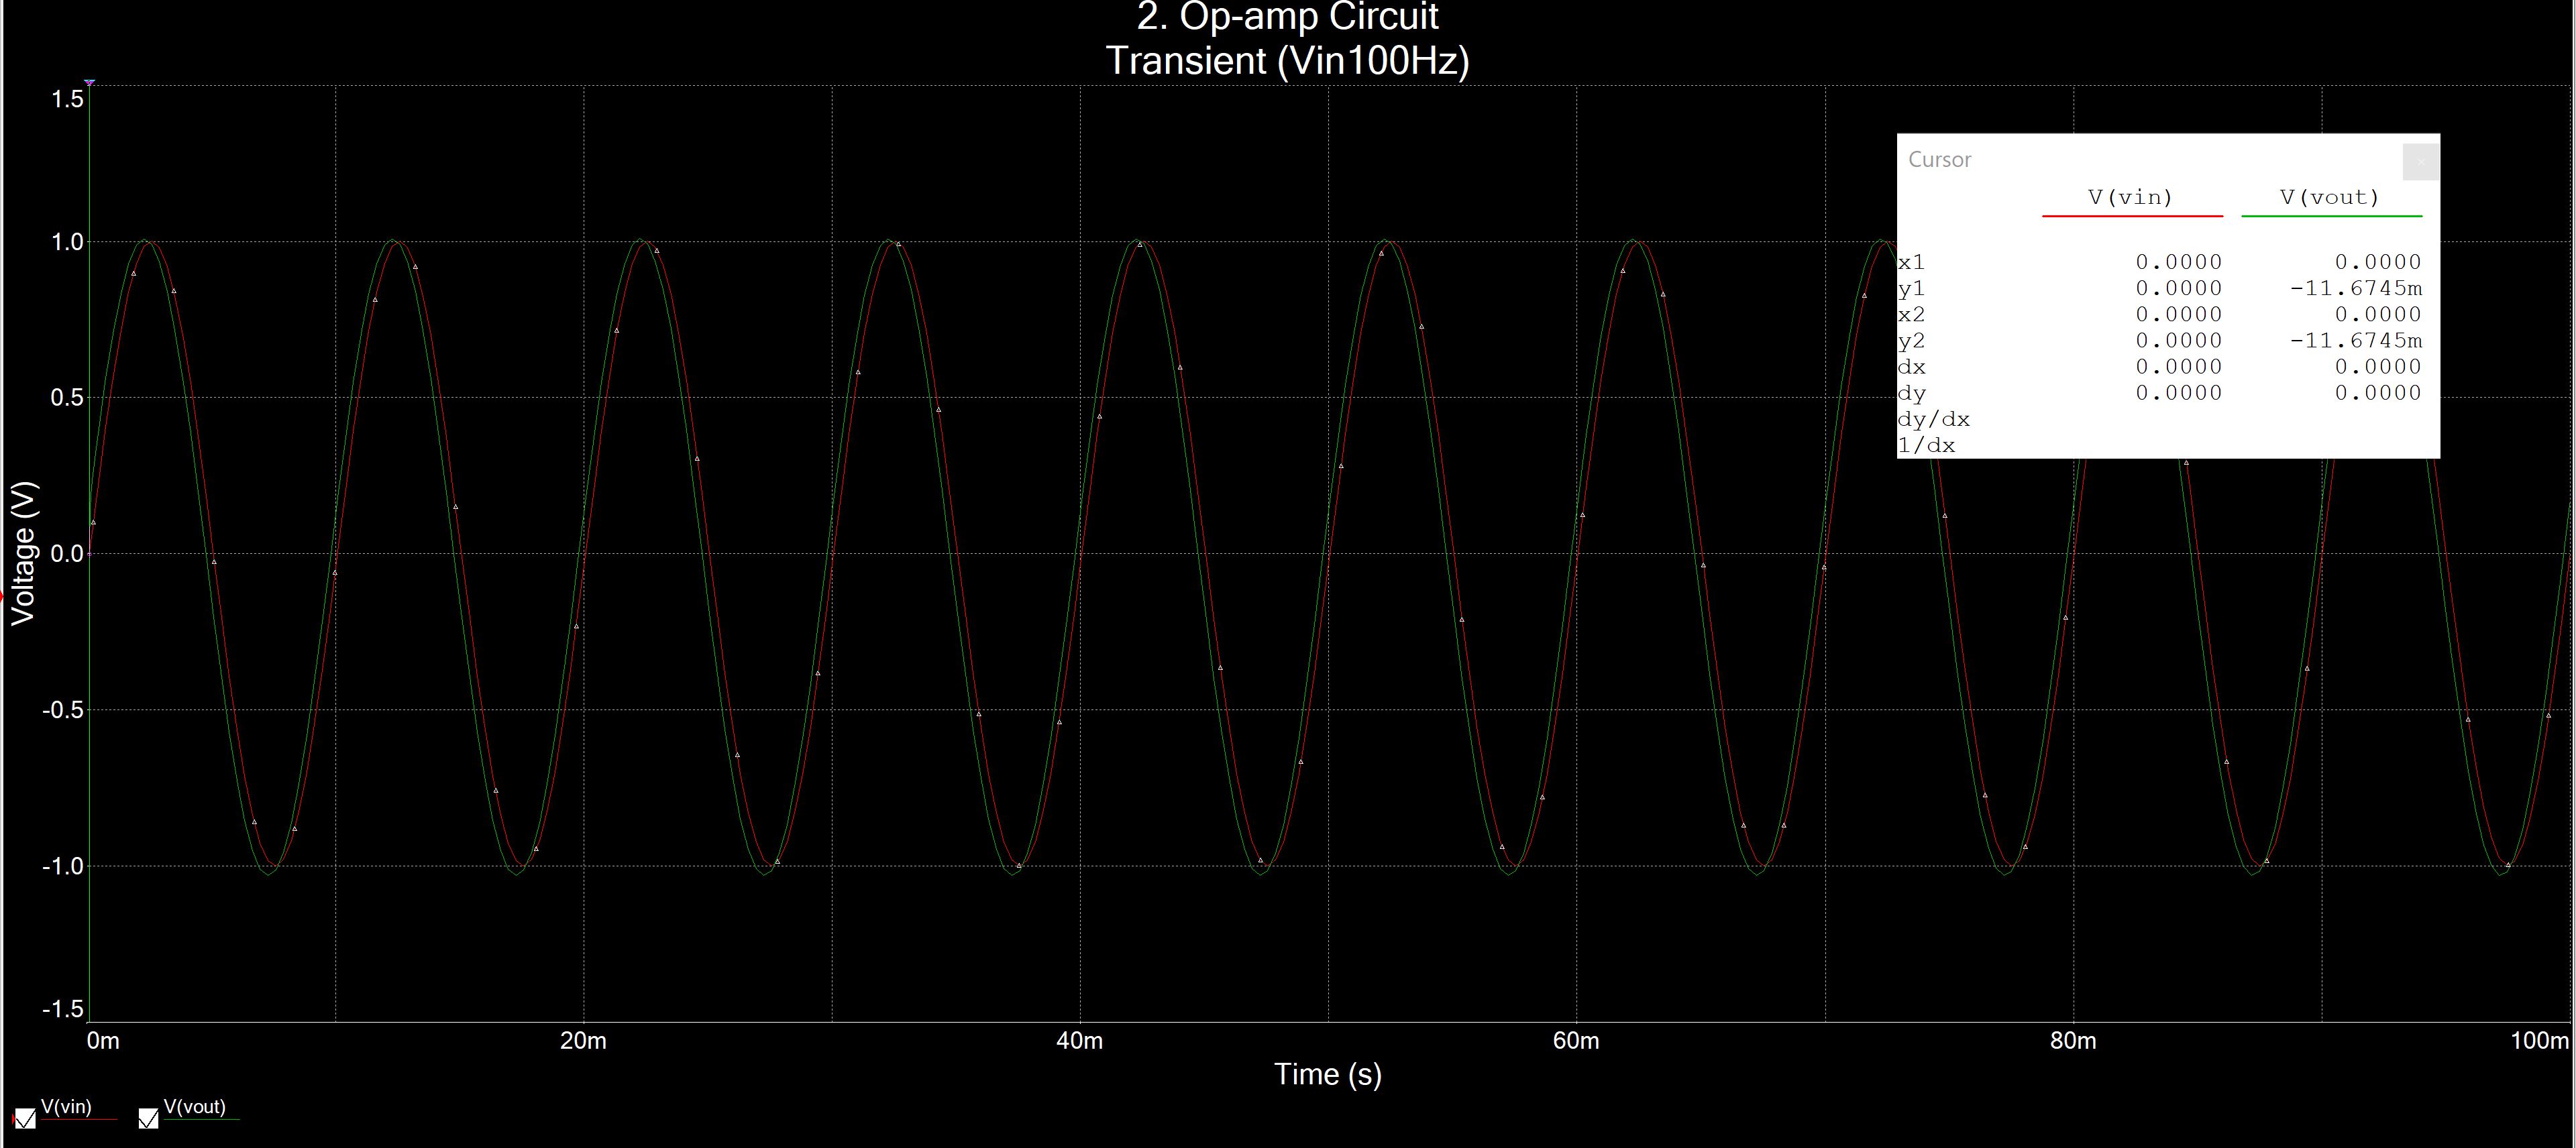 2. Op-amp Circuit
Transient (Vin100Hz)
1.5
1.0
0.5
0.0
-0.5
-1.0
-1.5
Voltage (V)
Cursor
V(vin) V(vout)
x1 0.0000 0.0000
y1 0.0000 -11.6745m
x2 0.0000 0.0000
y2 0.0000 -11.6745m
dx 0.0000 0.0000
dy 0.0000 0.0000
dy/dx
1/dx
0m 20m 40m 60m 80m 100m
Time (s)
V(vin) V(vout)